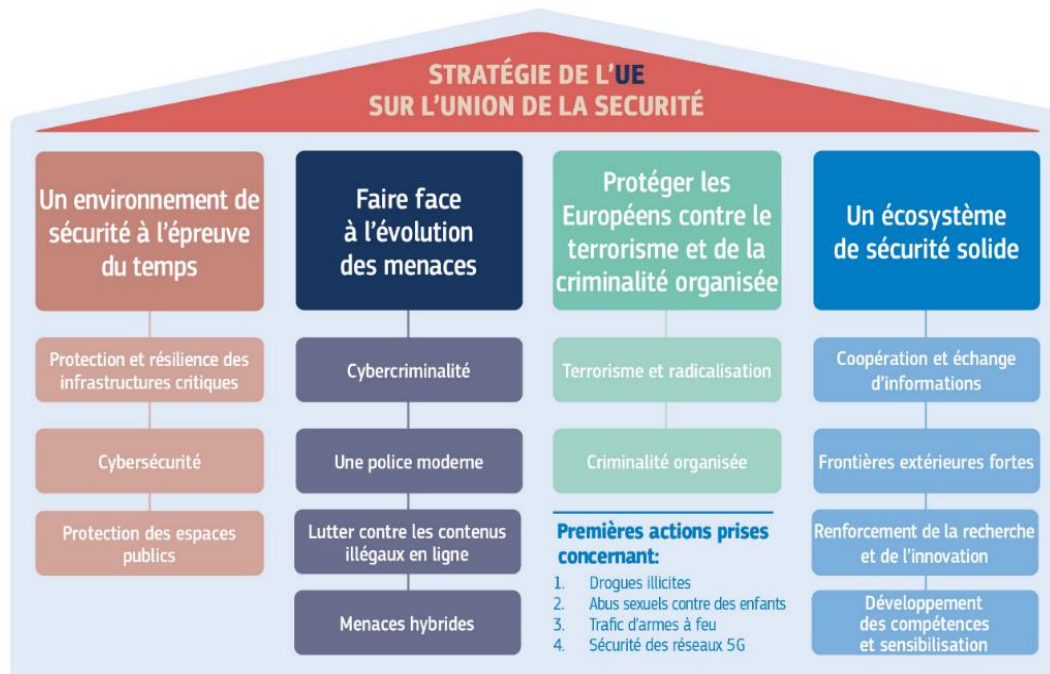 STRATÉGIE DE L'UE
SUR L'UNION DE LA SECURITÉ
Un environnement de
sécurité à l'épreuve
du temps
Protection et résilience des
infrastructures critiques
Cybersécurité
Protection des espaces
publics
Faire face
à l'évolution
des menaces
Cybercriminalité
Une police moderne
Lutter contre les contenus
illégaux en ligne
Menaces hybrides
Protéger les
Européens contre le
terrorisme et de la
criminalité organisée
Terrorisme et radicalisation
Criminalité organisée
Premières actions prises
concernant:
1. Drogues illicites
2. Abus sexuels contre des enfants
3. Trafic d'armes à feu
4. Sécurité des réseaux 5G
Un écosystème
de sécurité solide
Coopération et échange
d'informations
Frontières extérieures fortes
Renforcement de la recherche
et de l'innovation
Développement
des compétences
et sensibilisation